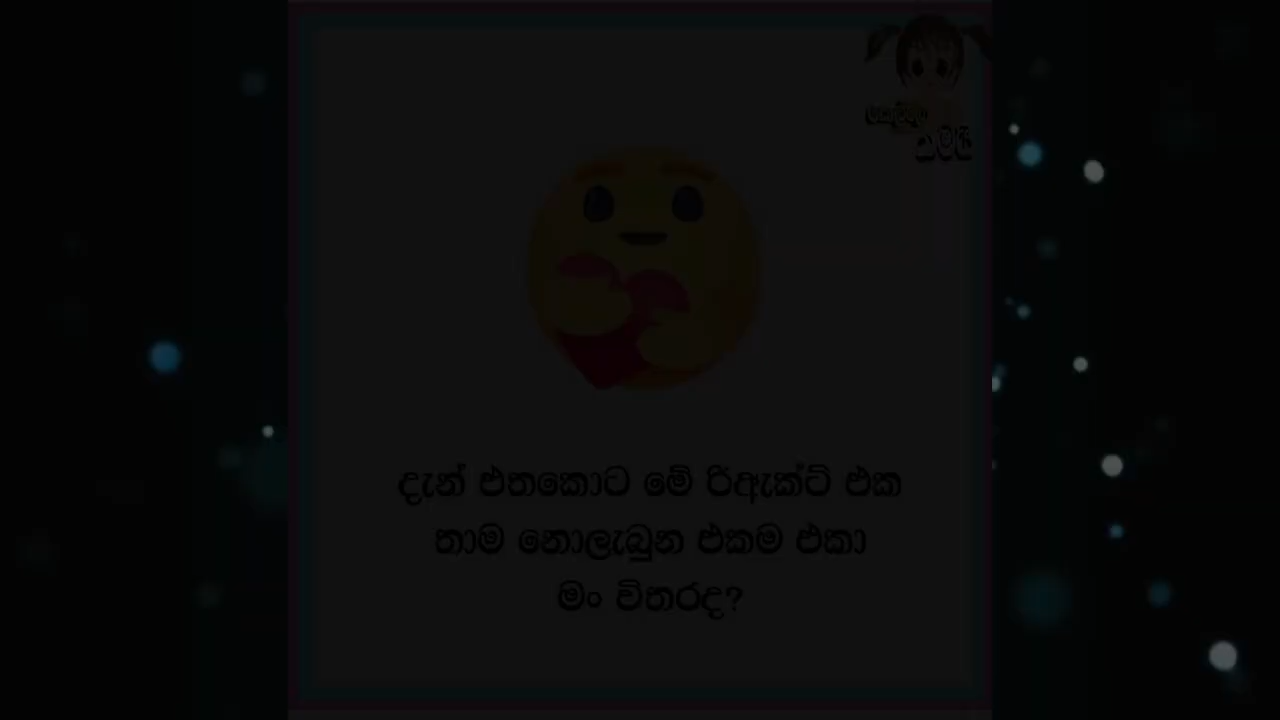 දැන් එතකොට මේ රිඇක්ට් එක
තාම නොලැබුන එකම එකා
මං විතරද?